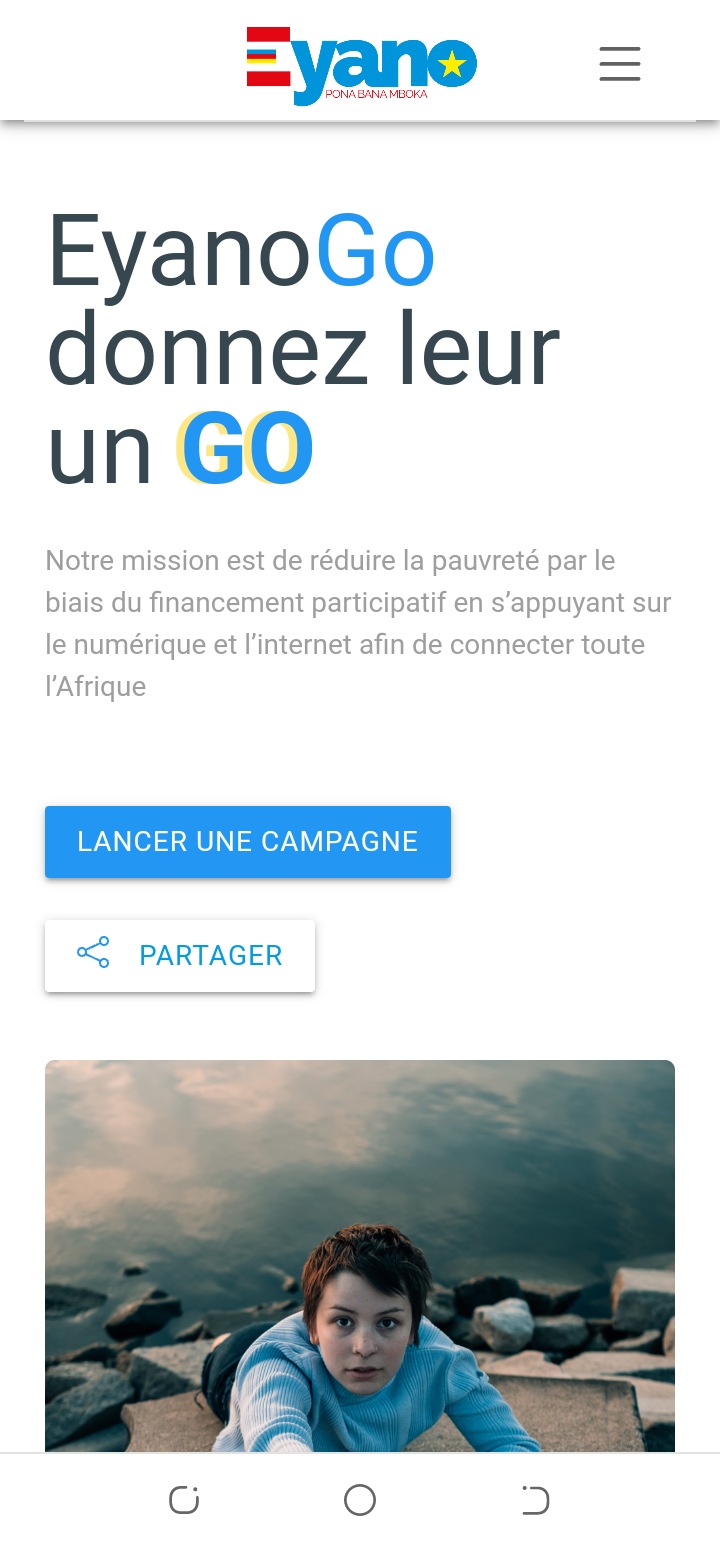 Eyano
PONA BANA MBOKA
EyanoGo
donnez leur
un GO
Notre mission est de réduire la pauvreté par le
biais du financement participatif en s’appuyant sur
le numérique et l’internet afin de connecter toute
l’Afrique
LANCER UNE CAMPAGNE
PARTAGER